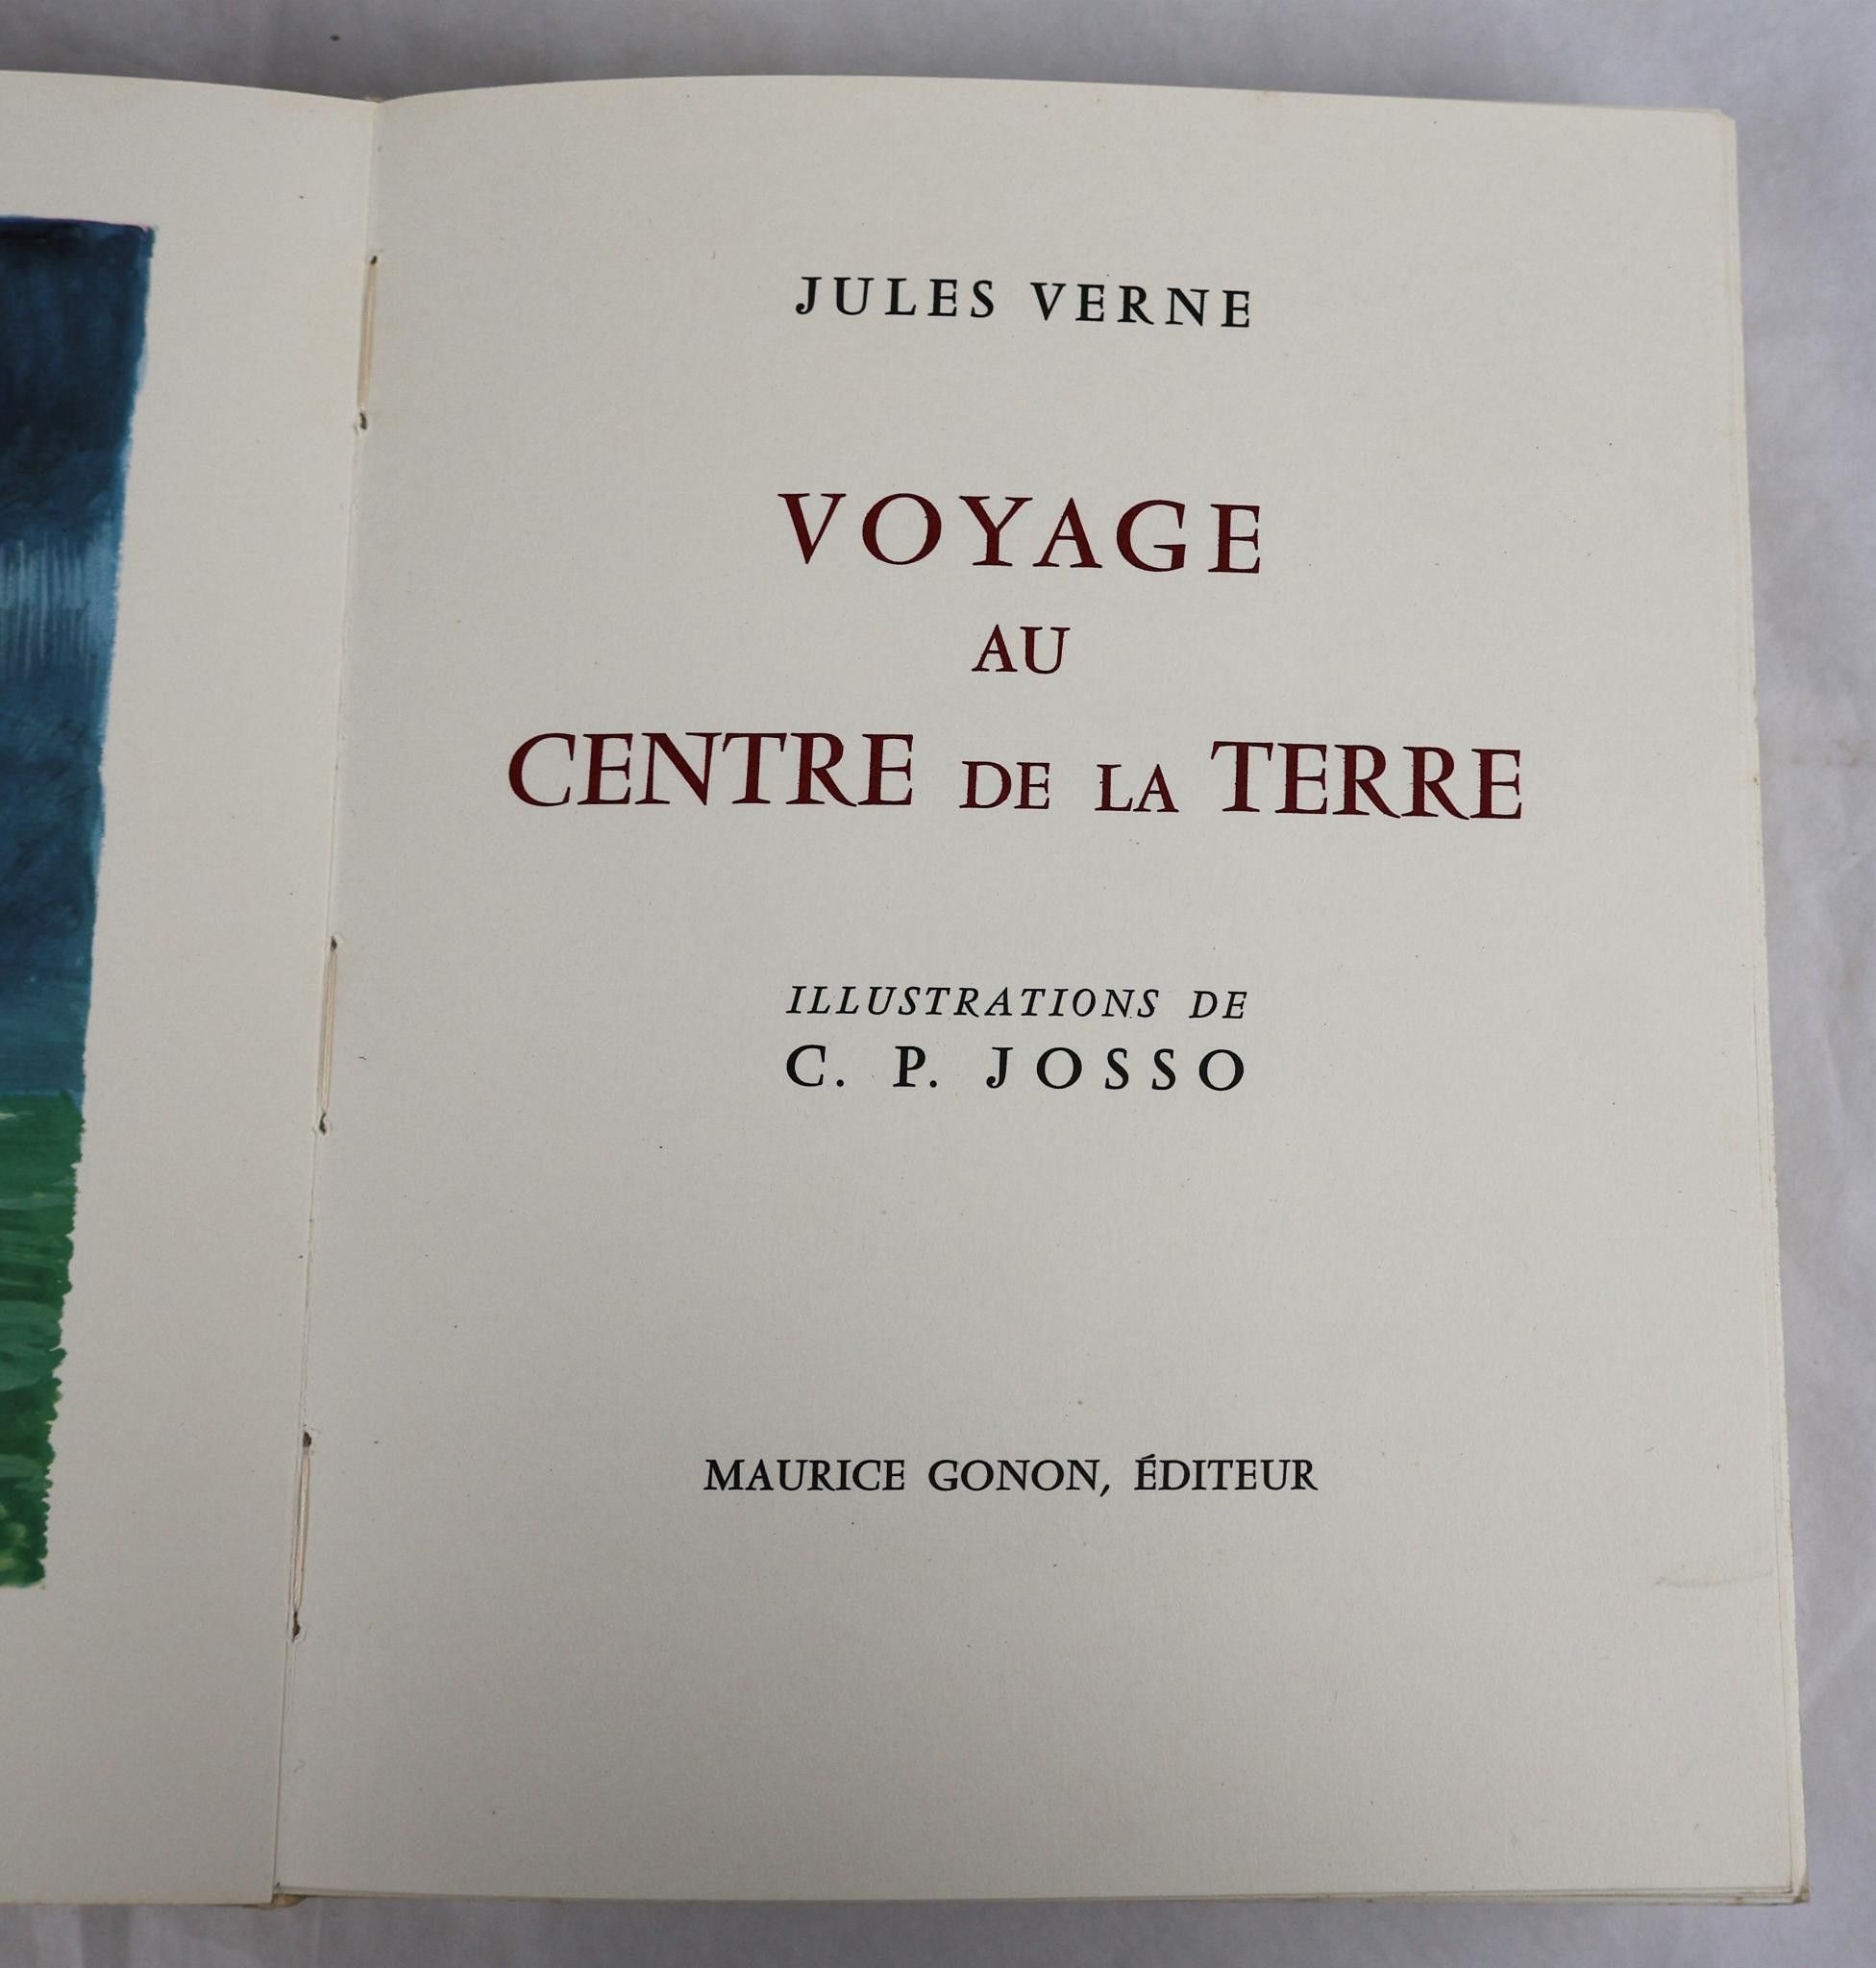 JULES VERNE
VOYAGE
AU
CENTRE DE LA TERRE
ILLUSTRATIONS DE
C. P. JOSSO
MAURICE GONON, ÉDITEUR